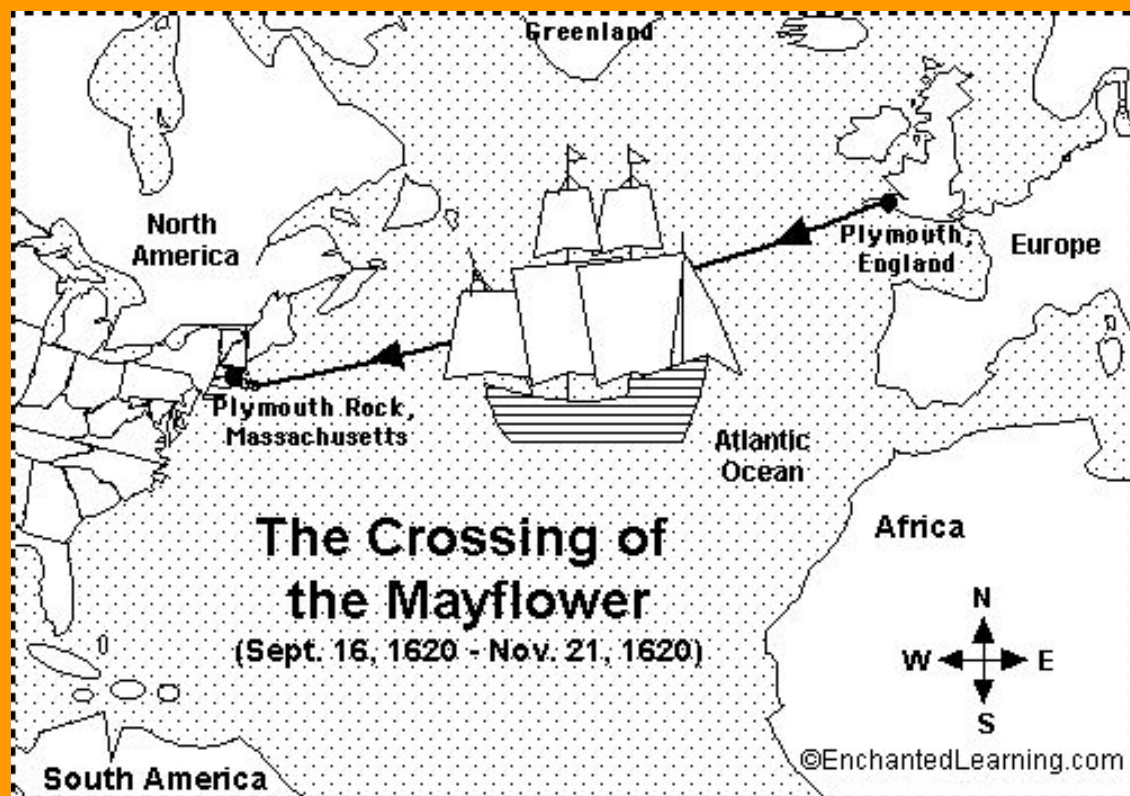 Greenland
North
America
Plymouth,
England
Europe
Plymouth Rock,
Massachusetts
Atlantic
Ocean
The Crossing of
the Mayflower
(Sept. 16, 1620 - Nov. 21, 1620)
Africa
N
W E
S
©EnchantedLearning.com
South America